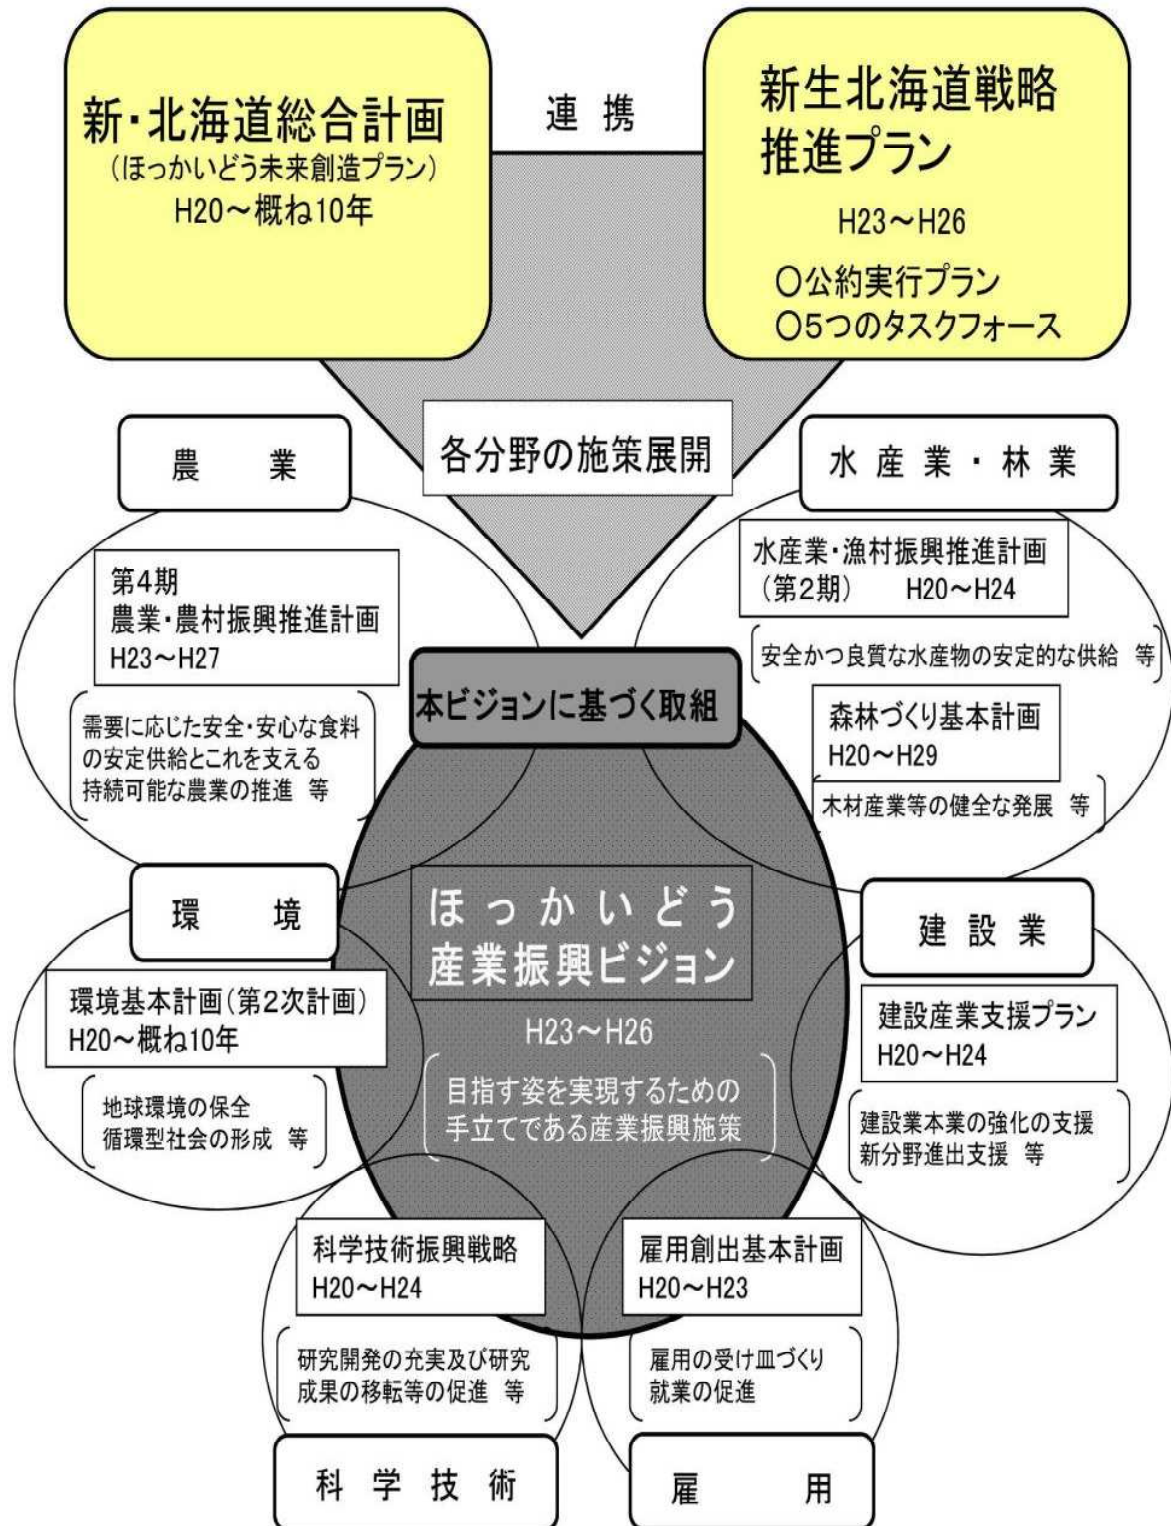 新・北海道総合計画
（ほっかいどう未来創造プラン）
H20～概ね10年
連 携
新生北海道戦略
推進プラン
H23～H26
○公約実行プラン
○5つのタスクフォース
各分野の施策展開
農 業
第4期
農業・農村振興推進計画
H23～H27
需要に応じた安全・安心な食料
の安定供給とこれを支える
持続可能な農業の推進 等
水 産 業 ・ 林 業
水産業・漁村振興推進計画
（第2期） H20～H24
安全かつ良質な水産物の安定的な供給 等
森林づくり基本計画
H20～H29
木材産業等の健全な発展 等
本ビジョンに基づく取組
ほ っ か い ど う
産業振興ビジョン
H23～H26
目指す姿を実現するための
手立てである産業振興施策
環 境
環境基本計画（第2次計画）
H20～概ね10年
地球環境の保全
循環型社会の形成 等
建 設 業
建設産業支援プラン
H20～H24
建設業本業の強化の支援
新分野進出支援 等
科学技術振興戦略
H20～H24
研究開発の充実及び研究
成果の移転等の促進 等
科 学 技 術
雇用創出基本計画
H20～H23
雇用の受け皿づくり
就業の促進
雇 用